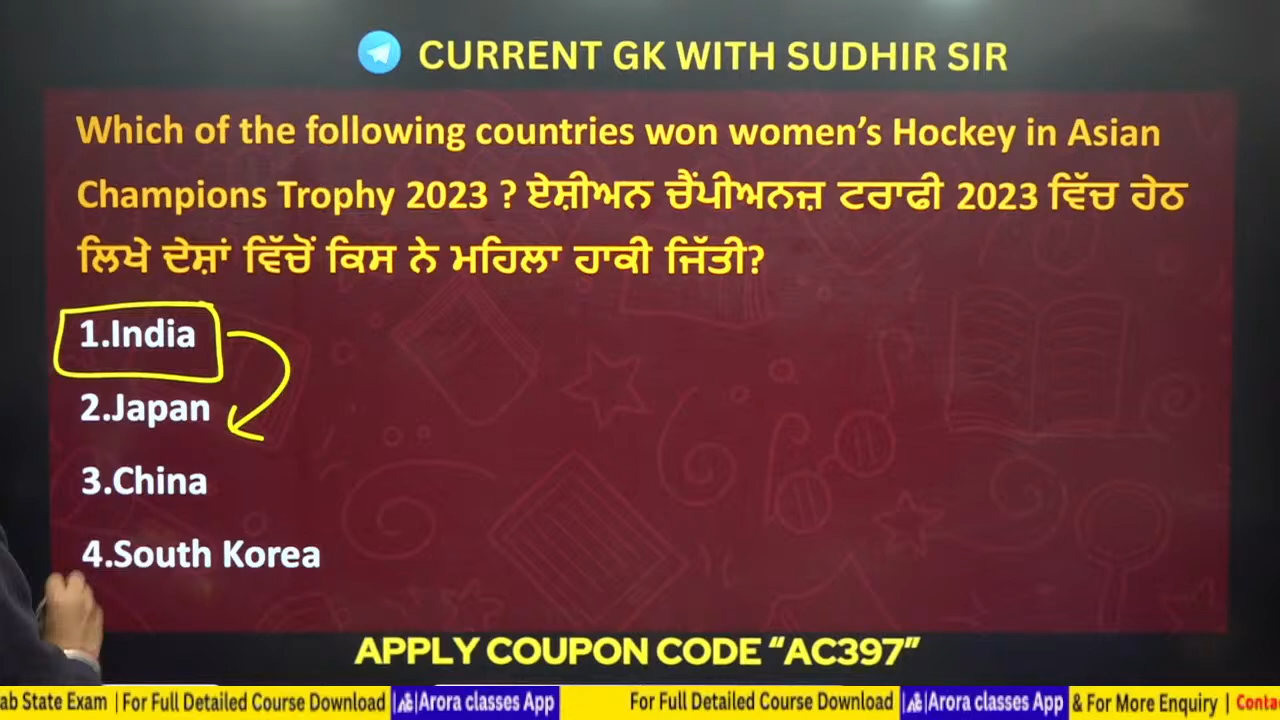 CURRENT GK WITH SUDHIR SIR
Which of the following countries won women's Hockey in Asian
Champions Trophy 2023 ? ਏਸ਼ੀਅਨ ਚੈਂਪੀਅਨਜ਼ ਟਰਾਫੀ 2023 ਵਿੱਚ ਹੇਠ
ਲਿਖੇ ਦੇਸ਼ਾਂ ਵਿੱਚੋਂ ਕਿਸ ਨੇ ਮਹਿਲਾ ਹਾਕੀ ਜਿੱਤੀ?
1.India
2.Japan
3.China
4.South Korea
APPLY COUPON CODE “AC397”
ab State Exam | For Full Detailed Course Download | Arora classes App For Full Detailed Course Download | Arora classes App & For More Enquiry | Conta